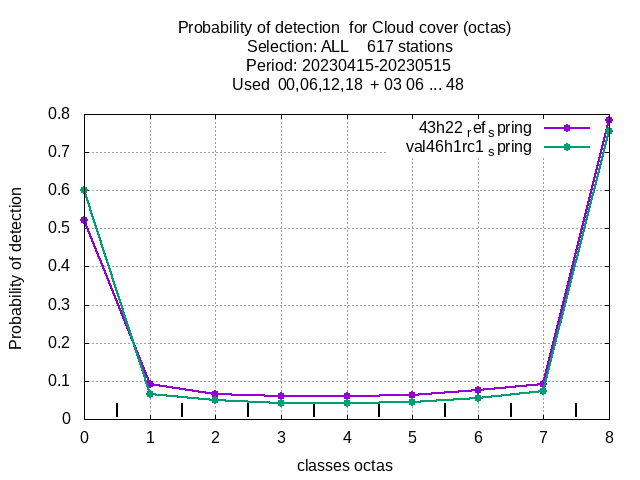 Probability of detection  for Cloud cover (octas)
Selection: ALL    617 stations
Period: 20230415-20230515
Used  00,06,12,18  + 03 06 ... 48
43h22 ref spring
val46h1rc1 spring
Probability of detection
0.8
0.7
0.6
0.5
0.4
0.3
0.2
0.1
0
0 1 2 3 4 5 6 7 8
classes octas